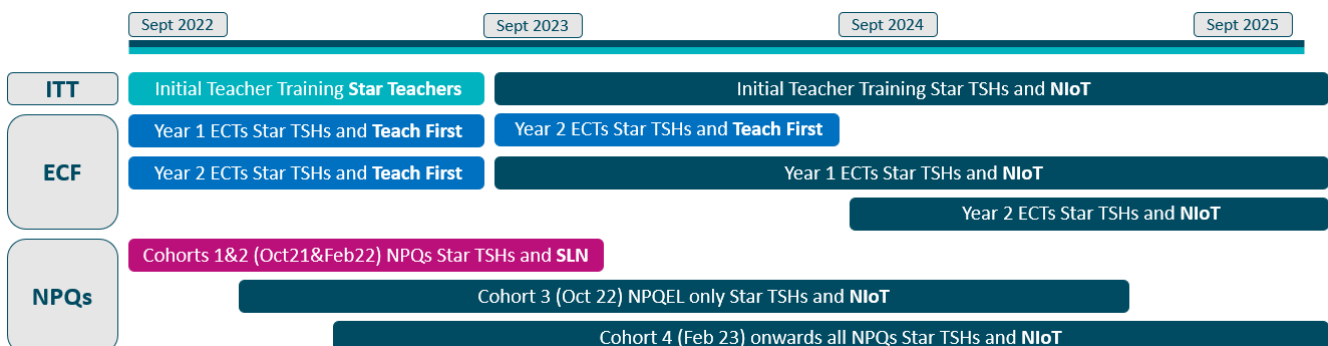 Sept 2022
Sept 2023
Sept 2024
Sept 2025
ITT
Initial Teacher Training Star Teachers
Initial Teacher Training Star TSHs and NIoT
ECF
Year 1 ECTs Star TSHs and Teach First
Year 2 ECTs Star TSHs and Teach First
Year 2 ECTs Star TSHs and Teach First
Year 1 ECTs Star TSHs and NIoT
Year 2 ECTs Star TSHs and NIoT
NPQs
Cohorts 1&2 (Oct21&Feb22) NPQs Star TSHs and SLN
Cohort 3 (Oct 22) NPQEL only Star TSHs and NIoT
Cohort 4 (Feb 23) onwards all NPQs Star TSHs and NIoT